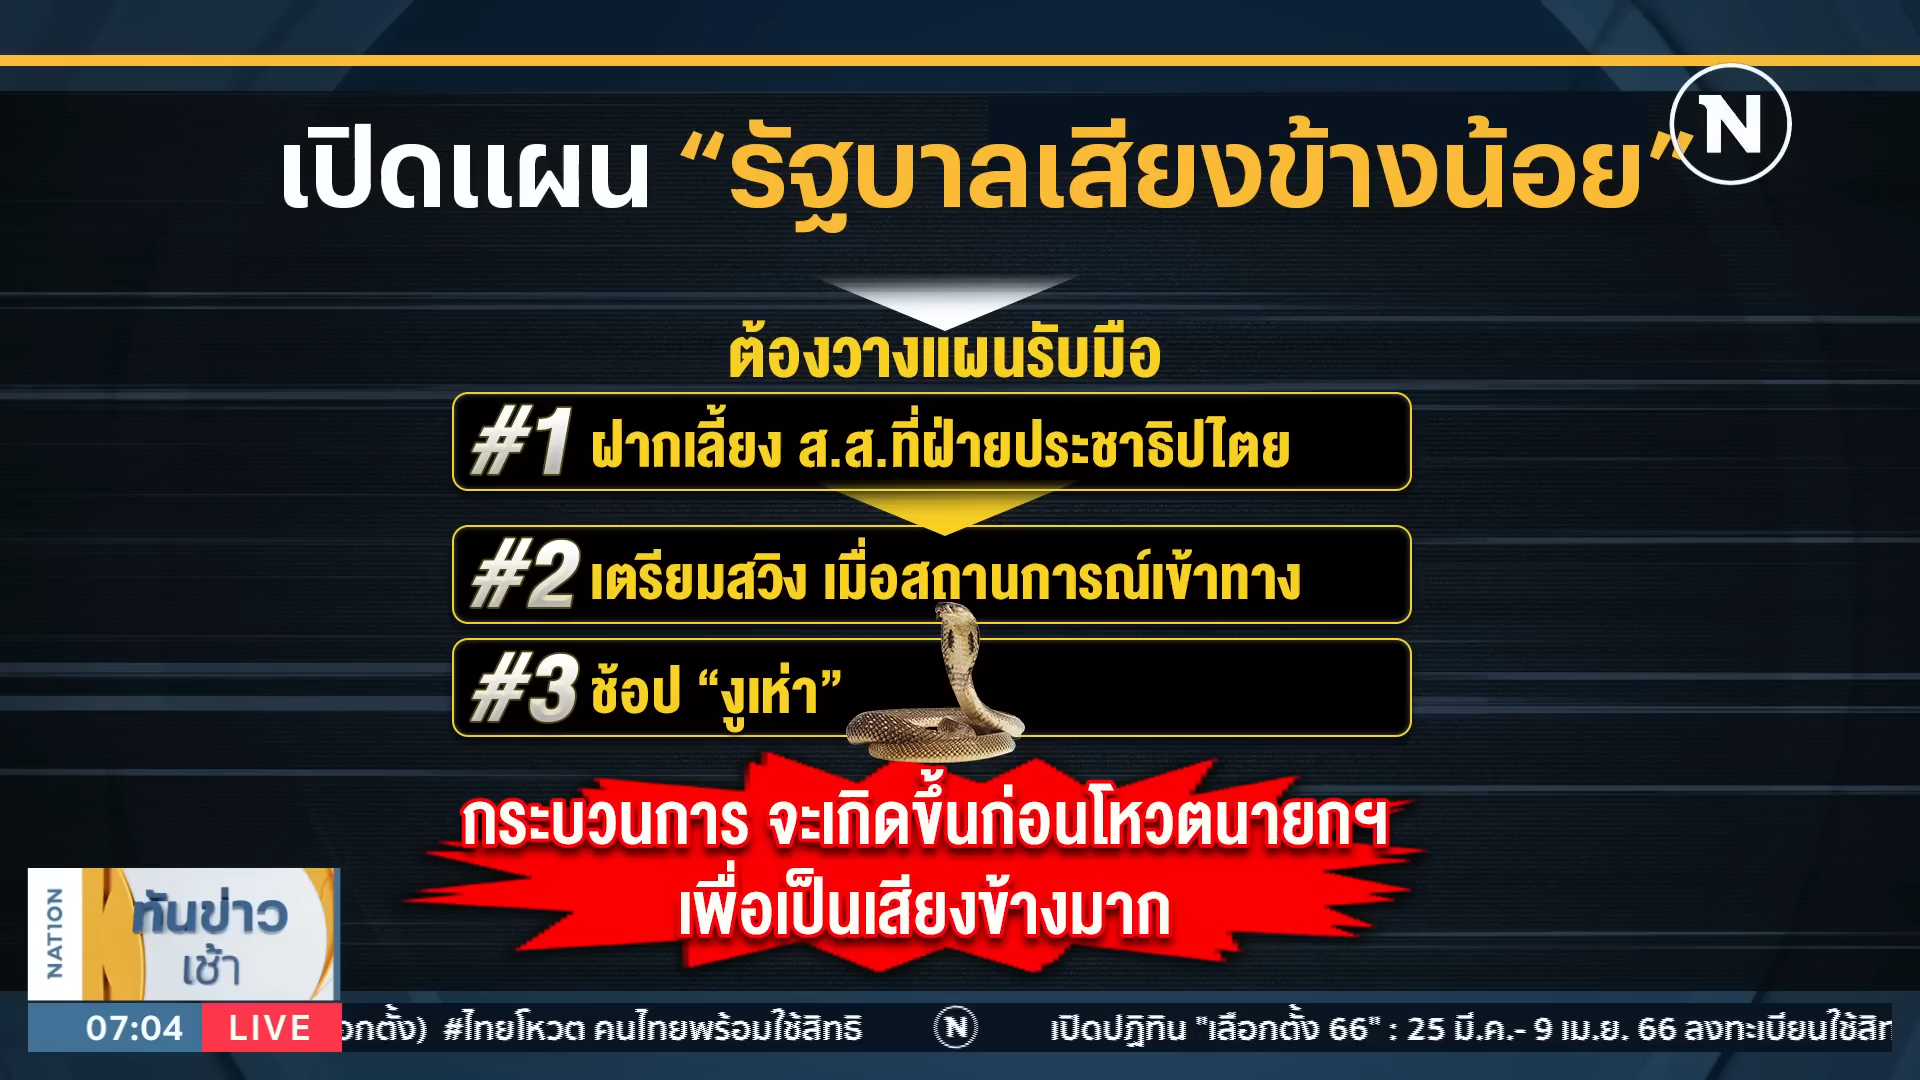 เปิดแผน “รัฐบาลเสียงข้างน้อย”
N
ต้องวางแผนรับมือ
#1 ฝากเลี้ยง ส.ส.ที่ฝ่ายประชาธิปไตย
#2 เตรียมสวิง เมื่อสถานการณ์เข้าทาง
#3 ช้อป “งูเห่า”
กระบวนการ จะเกิดขึ้นก่อนโหวตนายกฯ
เพื่อเป็นเสียงข้างมาก
NATION
ทันข่าว
เช้า
07:04 LIVE
อกตั้ง) #ไทยโหวต คนไทยพร้อมใช้สิทธิ N เปิดปฏิทิน "เลือกตั้ง 66" : 25 มี.ค.- 9 เม.ย. 66 ลงทะเบียนใช้สิท